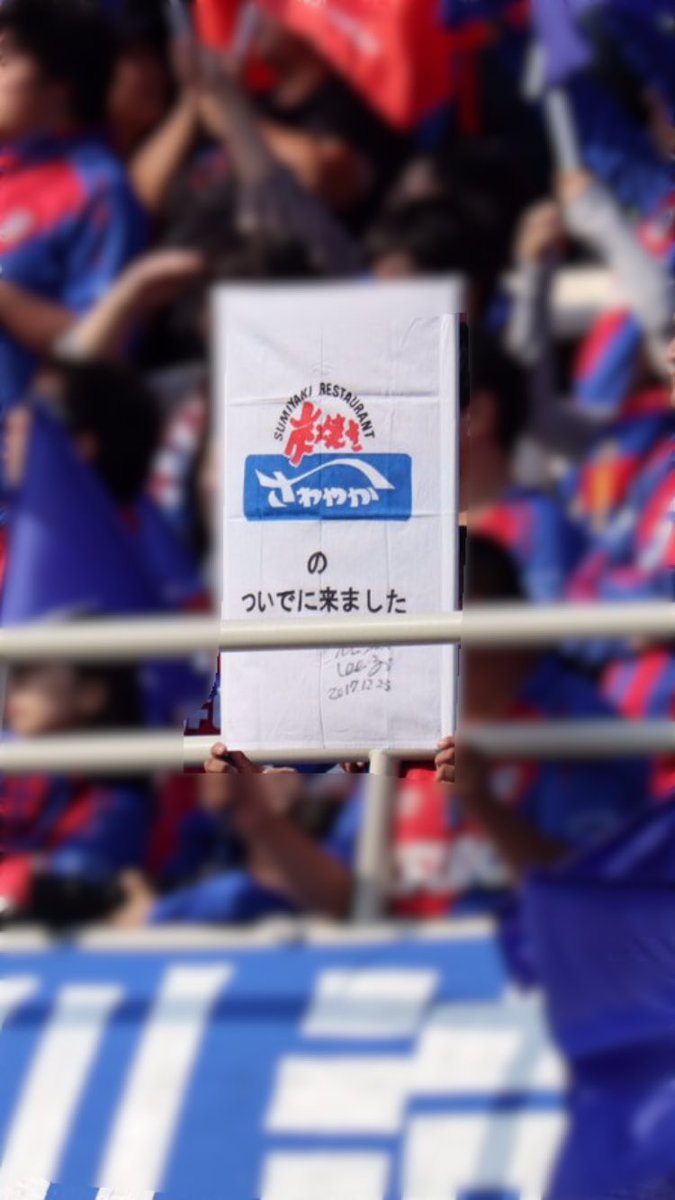 SUMIYAKI RESTAURANT
炭焼き
さわやか
の
ついでに来ました
2017.12.23